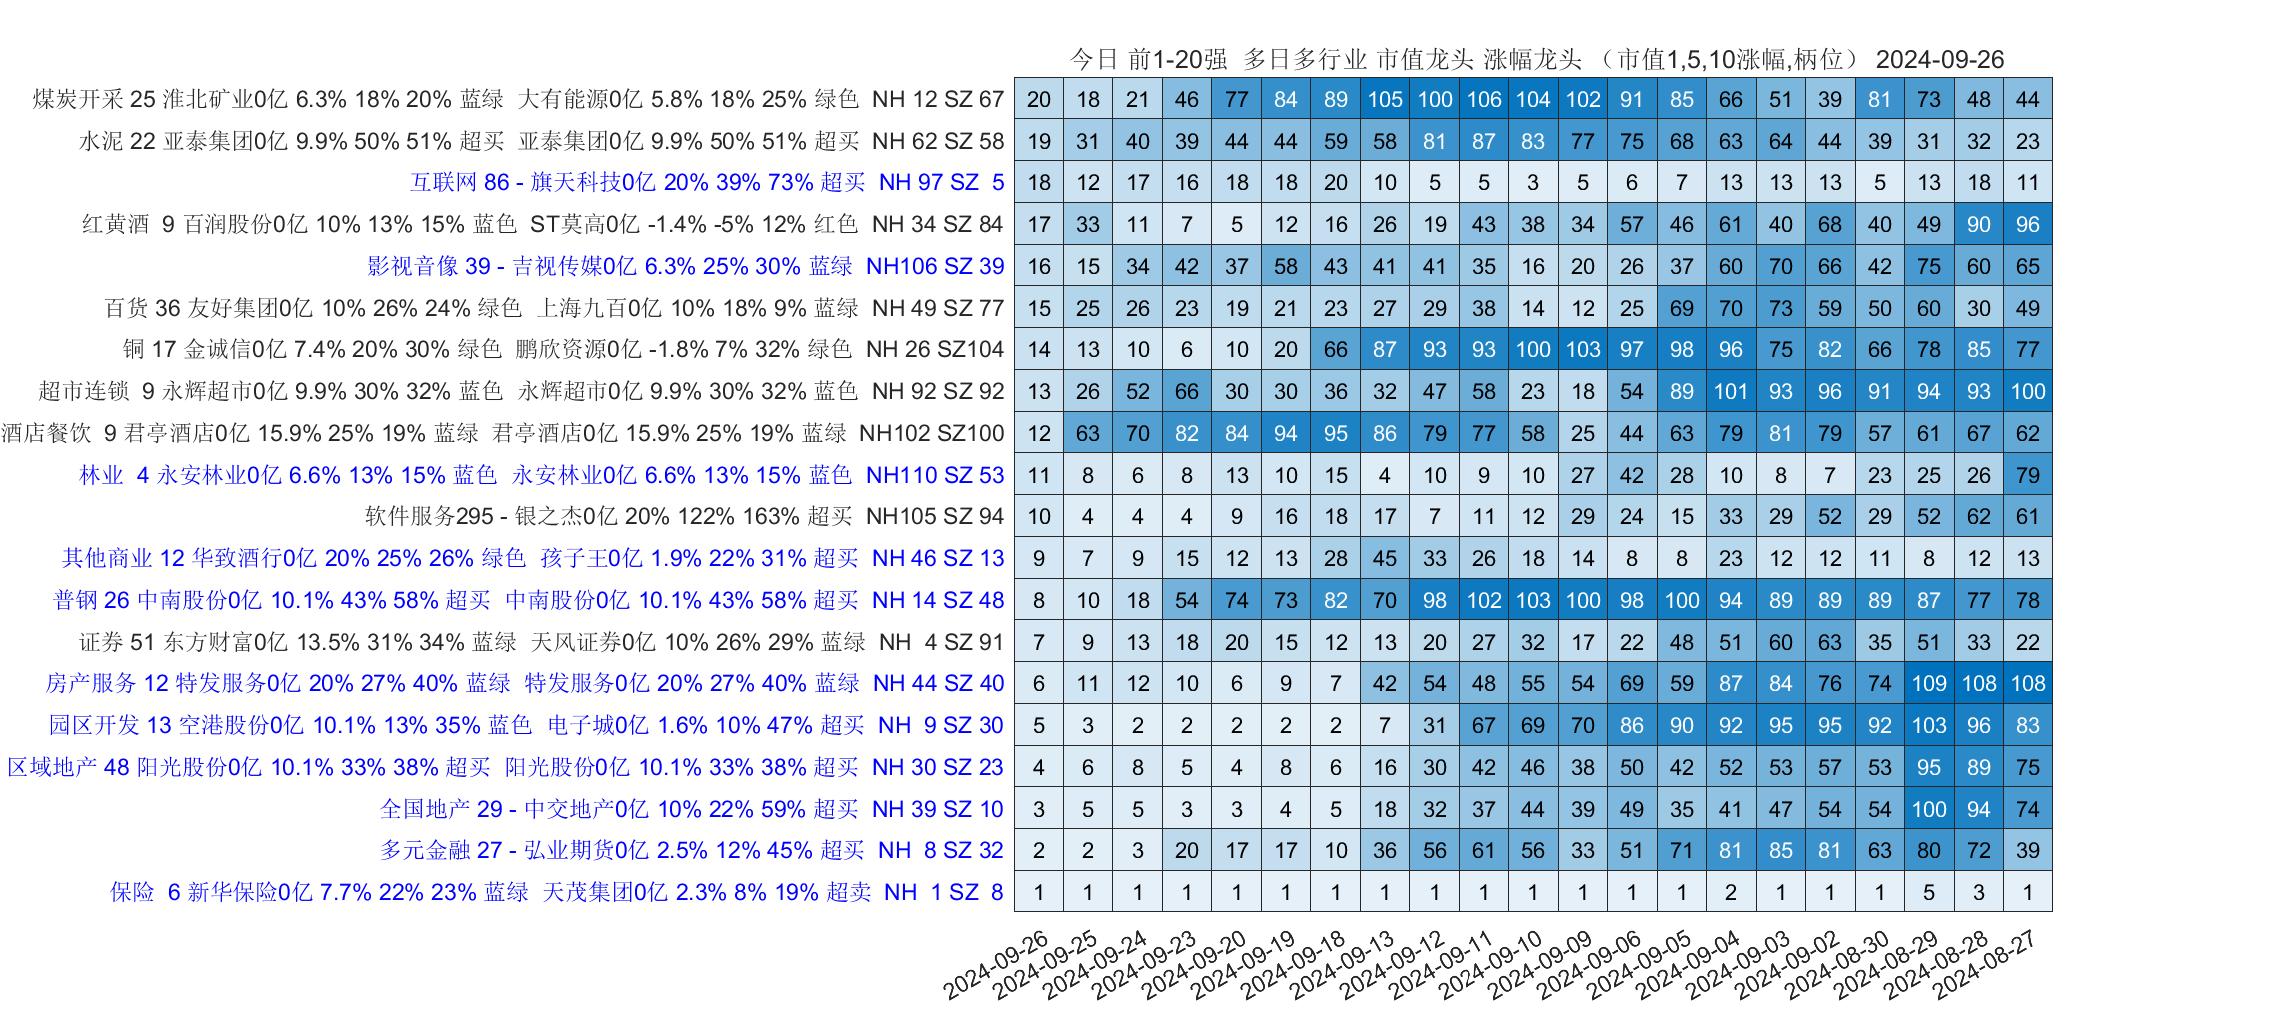 今日 前1-20强 多日多行业 市值龙头 涨幅龙头 （市值1,5,10涨幅,柄位） 2024-09-26
煤炭开采 25 淮北矿业0亿 6.3% 18% 20% 蓝绿 大有能源0亿 5.8% 18% 25% 绿色 NH 12 SZ 67 20 18 21 46 77 84 89 105 100 106 104 102 91 85 66 51 39 81 73 48 44
水泥 22 亚泰集团0亿 9.9% 50% 51% 超买 亚泰集团0亿 9.9% 50% 51% 超买 NH 62 SZ 58 19 31 40 39 44 44 59 58 81 87 83 77 75 68 63 64 44 39 31 32 23
互联网 86 - 旗天科技0亿 20% 39% 73% 超买 NH 97 SZ 5 18 12 17 16 18 18 20 10 5 5 3 5 6 7 13 13 13 5 13 18 11
红黄酒 9 百润股份0亿 10% 13% 15% 蓝色 ST莫高0亿 -1.4% -5% 12% 红色 NH 34 SZ 84 17 33 11 7 5 12 16 26 19 43 38 34 57 46 61 40 68 40 49 90 96
影视音像 39 - 吉视传媒0亿 6.3% 25% 30% 蓝绿 NH106 SZ 39 16 15 34 42 37 58 43 41 41 35 16 20 26 37 60 70 66 42 75 60 65
百货 36 友好集团0亿 10% 26% 24% 绿色 上海九百0亿 10% 18% 9% 蓝绿 NH 49 SZ 77 15 25 26 23 19 21 23 27 29 38 14 12 25 69 70 73 59 50 60 30 49
铜 17 金诚信0亿 7.4% 20% 30% 绿色 鹏欣资源0亿 -1.8% 7% 32% 绿色 NH 26 SZ104 14 13 10 6 10 20 66 87 93 93 100 103 97 98 96 75 82 66 78 85 77
超市连锁 9 永辉超市0亿 9.9% 30% 32% 蓝色 永辉超市0亿 9.9% 30% 32% 蓝色 NH 92 SZ 92 13 26 52 66 30 30 36 32 47 58 23 18 54 89 101 93 96 91 94 93 100
酒店餐饮 9 君亭酒店0亿 15.9% 25% 19% 蓝绿 君亭酒店0亿 15.9% 25% 19% 蓝绿 NH102 SZ100 12 63 70 82 84 94 95 86 79 77 58 25 44 63 79 81 79 57 61 67 62
林业 4 永安林业0亿 6.6% 13% 15% 蓝色 永安林业0亿 6.6% 13% 15% 蓝色 NH110 SZ 53 11 8 6 8 13 10 15 4 10 9 10 27 42 28 10 8 7 23 25 26 79
软件服务295 - 银之杰0亿 20% 122% 163% 超买 NH105 SZ 94 10 4 4 4 9 16 18 17 7 11 12 29 24 15 33 29 52 29 52 62 61
其他商业 12 华致酒行0亿 20% 25% 26% 绿色 孩子王0亿 1.9% 22% 31% 超买 NH 46 SZ 13 9 7 9 15 12 13 28 45 33 26 18 14 8 8 23 12 12 11 8 12 13
普钢 26 中南股份0亿 10.1% 43% 58% 超买 中南股份0亿 10.1% 43% 58% 超买 NH 14 SZ 48 8 10 18 54 74 73 82 70 98 102 103 100 98 100 94 89 89 89 87 77 78
证券 51 东方财富0亿 13.5% 31% 34% 蓝绿 天风证券0亿 10% 26% 29% 蓝绿 NH 4 SZ 91 7 9 13 18 20 15 12 13 20 27 32 17 22 48 51 60 63 35 51 33 22
房产服务 12 特发服务0亿 20% 27% 40% 蓝绿 特发服务0亿 20% 27% 40% 蓝绿 NH 44 SZ 40 6 11 12 10 6 9 7 42 54 48 55 54 69 59 87 84 76 74 109 108 108
园区开发 13 空港股份0亿 10.1% 13% 35% 蓝色 电子城0亿 1.6% 10% 47% 超买 NH 9 SZ 30 5 3 2 2 2 2 2 7 31 67 69 70 86 90 92 95 95 92 103 96 83
区域地产 48 阳光股份0亿 10.1% 33% 38% 超买 阳光股份0亿 10.1% 33% 38% 超买 NH 30 SZ 23 4 6 8 5 4 8 6 16 30 42 46 38 50 42 52 53 57 53 95 89 75
全国地产 29 - 中交地产0亿 10% 22% 59% 超买 NH 39 SZ 10 3 5 5 3 3 4 5 18 32 37 44 39 49 35 41 47 54 54 100 94 74
多元金融 27 - 弘业期货0亿 2.5% 12% 45% 超买 NH 8 SZ 32 2 2 3 20 17 17 10 36 56 61 56 33 51 71 81 85 81 63 80 72 39
保险 6 新华保险0亿 7.7% 22% 23% 蓝绿 天茂集团0亿 2.3% 8% 19% 超卖 NH 1 SZ 8 1 1 1 1 1 1 1 1 1 1 1 1 1 1 2 1 1 1 5 3 1
2024-09-26 2024-09-25 2024-09-24 2024-09-23 2024-09-20 2024-09-19 2024-09-18 2024-09-13 2024-09-12 2024-09-11 2024-09-10 2024-09-09 2024-09-06 2024-09-05 2024-09-04 2024-09-03 2024-09-02 2024-08-30 2024-08-29 2024-08-28 2024-08-27